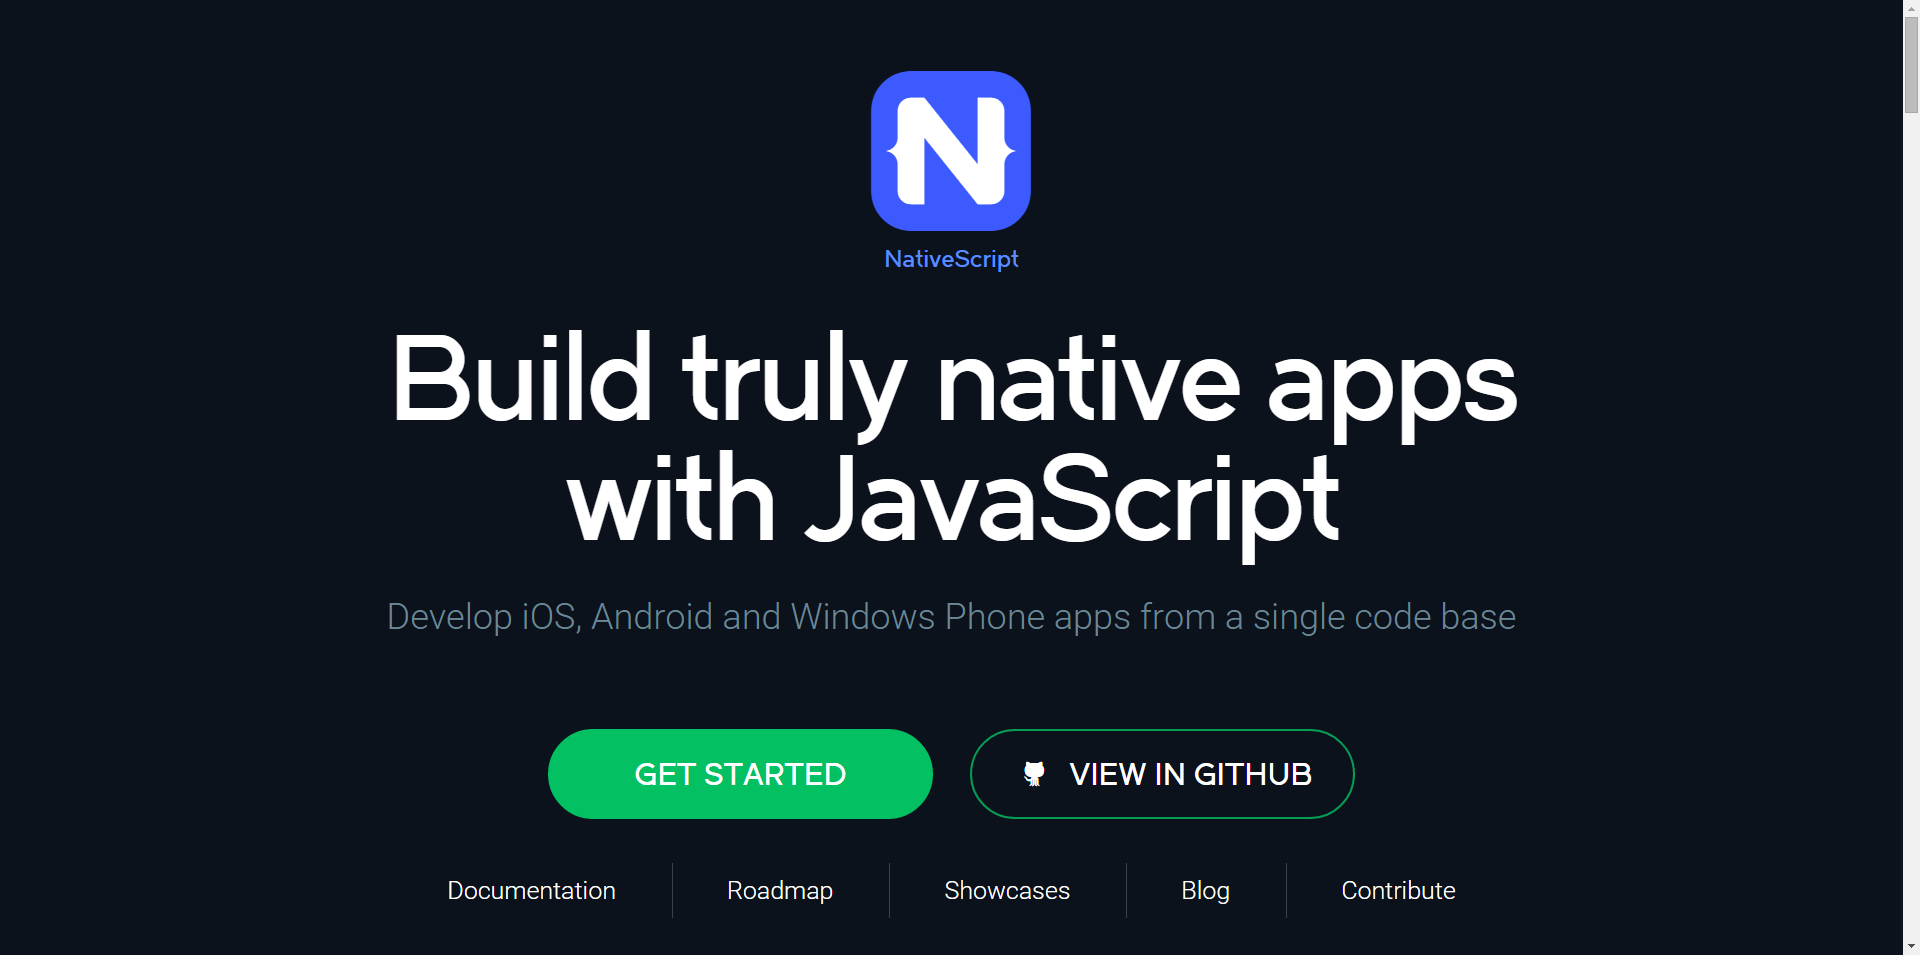 N
NativeScript
Build truly native apps
with JavaScript
Develop iOS, Android and Windows Phone apps from a single code base
GET STARTED
VIEW IN GITHUB
Documentation
Roadmap
Showcases
Blog
Contribute